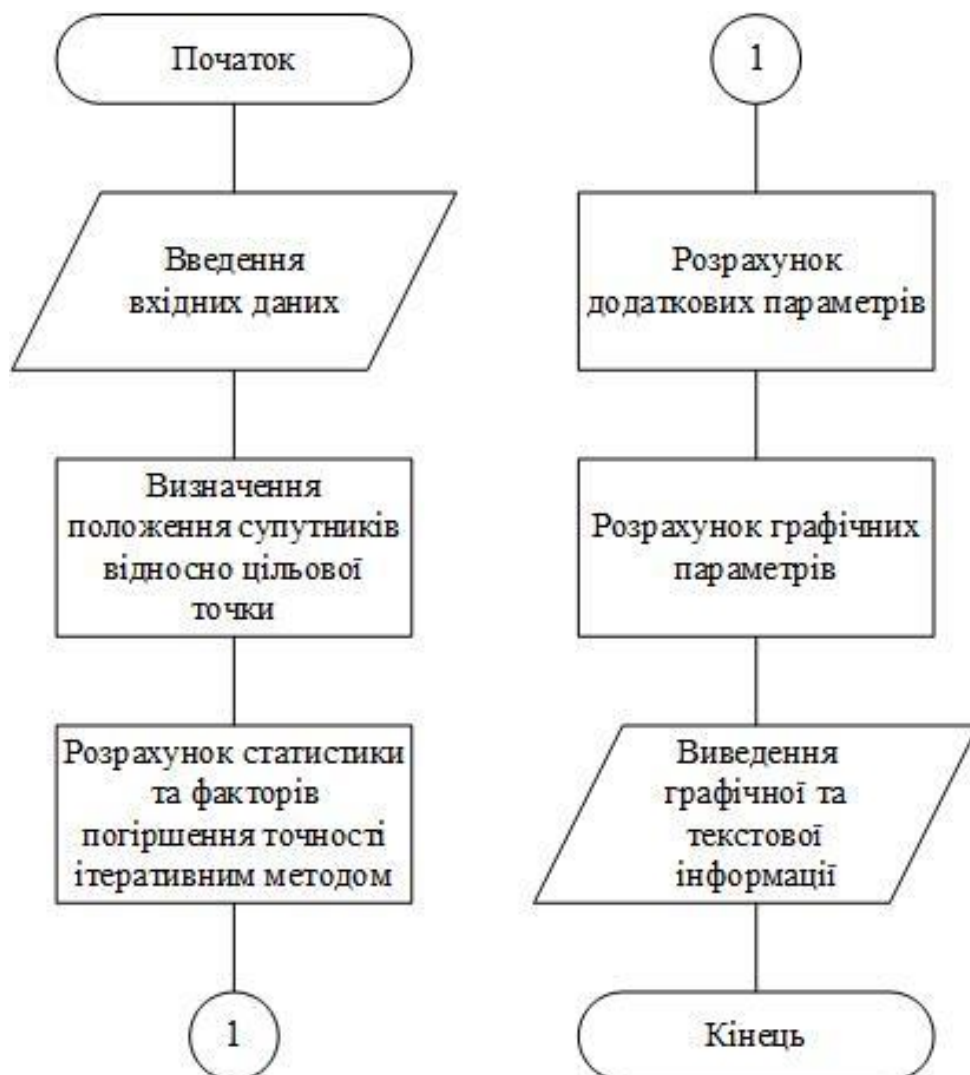 Початок
Введення
вхідних даних
Визначення
положення супутників
відносно цільової
точки
Розрахунок статистики
та факторів
погіршення точності
ітеративним методом
1
1
Розрахунок
додаткових параметрів
Розрахунок графічних
параметрів
Виведення
графічної та
текстової
інформації
Кінець